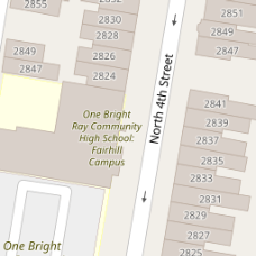 2855
2830
2828
2826
2824
2849
2847
2851
2849
2847
North 4th Street
One Bright
Ray Community
High School:
Fairhill
Campus
2841
2839
2837
2835
2833
2831
2829
2827
2825
One Bright